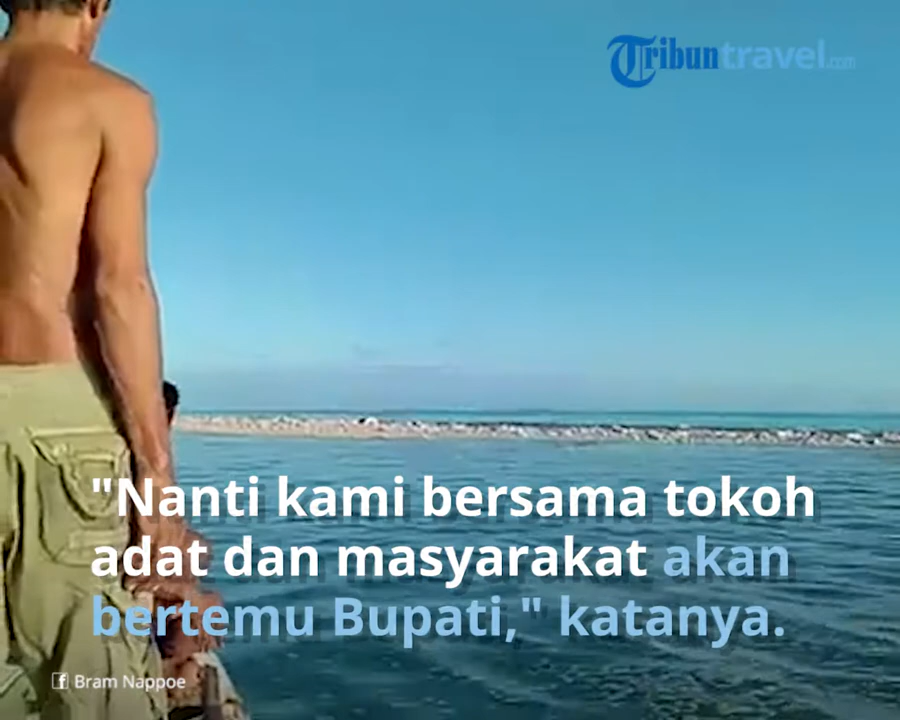 Tribuntravel.com
"Nanti kami bersama tokoh
adat dan masyarakat akan
bertemu Bupati," katanya.
Bram Nappoe